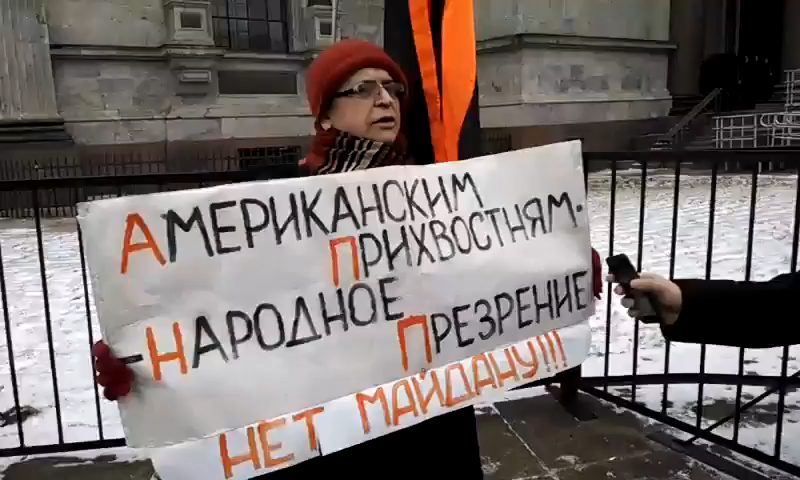 АМЕРИКАНСКИМ
ПРИХВОСТНЯМ-
-НАРОДНОЕ
ПРЕЗРЕНИЕ
НЕТ МАЙДАНУ!!!